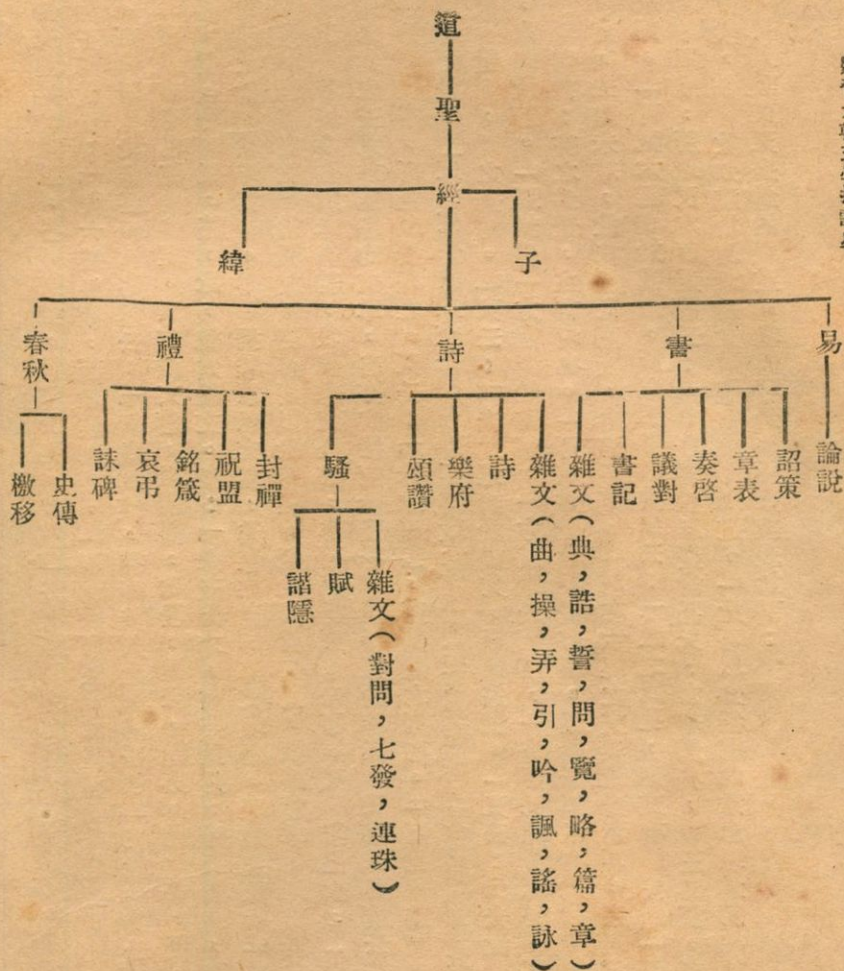 道
聖
子
緯
易
書
詩
禮
春秋
論說
詔策
章表
奏啓
議對
書記
雜文(典,誥,誓,問,覽,略,篇,章)
雜文(曲,操,弄,引,吟,諷,謠,詠)
詩
樂府
頌讚
騷
雜文(對問,七發,連珠)
賦
諧隱
封禪
祝盟
銘箴
哀弔
誄碑
史傳
檄移